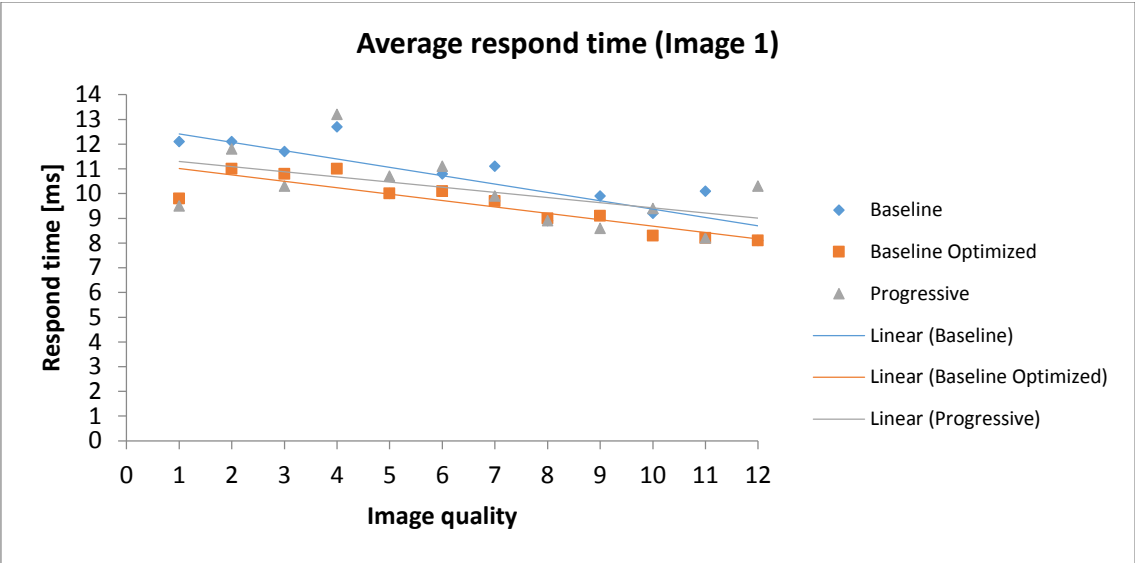 Average respond time (Image 1)
Respond time [ms]
14
13
12
11
10
9
8
7
6
5
4
3
2
1
0
0 1 2 3 4 5 6 7 8 9 10 11 12
Image quality
Baseline
Baseline Optimized
Progressive
Linear (Baseline)
Linear (Baseline Optimized)
Linear (Progressive)